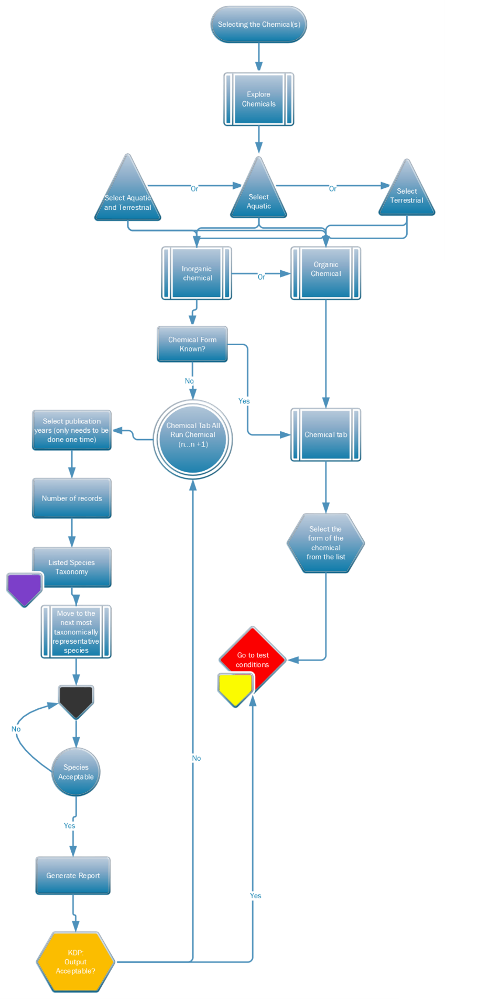 Selecting the Chemical(s)
Explore
Chemicals
Select Aquatic
and Terrestrial
Or
Select
Aquatic
Or
Select
Terrestrial
Inorganic
chemical
Or
Organic
Chemical
Chemical Form
Known?
No
Yes
Select publication
years (only needs to be
done one time)
Chemical Tab All
Run Chemical
(n...n +1)
Chemical tab
Number of records
Select the
form of the
chemical
from the list
Listed Species
Taxonomy
Move to the
next most
taxonomically
representative
species
Go to test
conditions
No
Species
Acceptable
No
Yes
Generate Report
Yes
KDP:
Output
Acceptable?